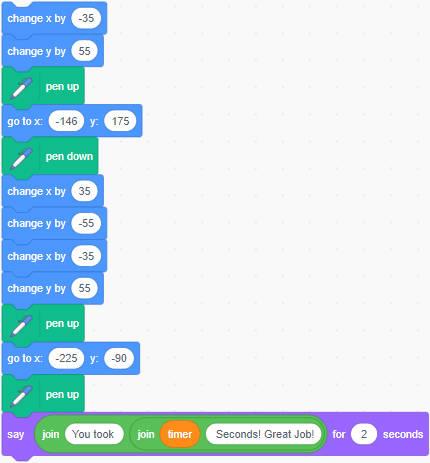 change x by -35
change y by 55
pen up
go to x: -146 y: 175
pen down
change x by 35
change y by -55
change x by -35
change y by 55
pen up
go to x: -225 y: -90
pen up
say join You took join timer Seconds! Great Job! for 2 seconds